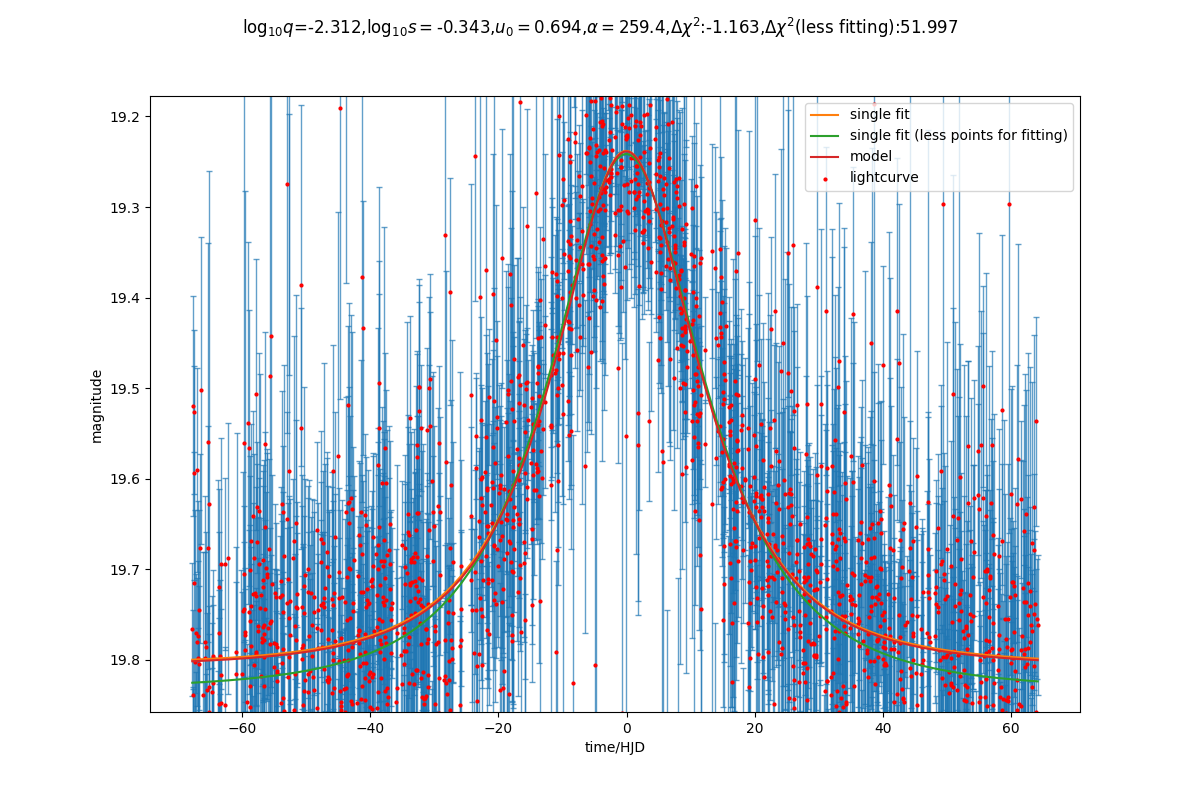 log₁₀q=-2.312,log₁₀s = -0.343,u₀ = 0.694,α = 259.4,Δχ²:-1.163,Δχ²(less fitting):51.997
single fit
single fit (less points for fitting)
model
lightcurve
magnitude
19.2
19.3
19.4
19.5
19.6
19.7
19.8
−60
−40
−20
0
20
40
60
time/HJD